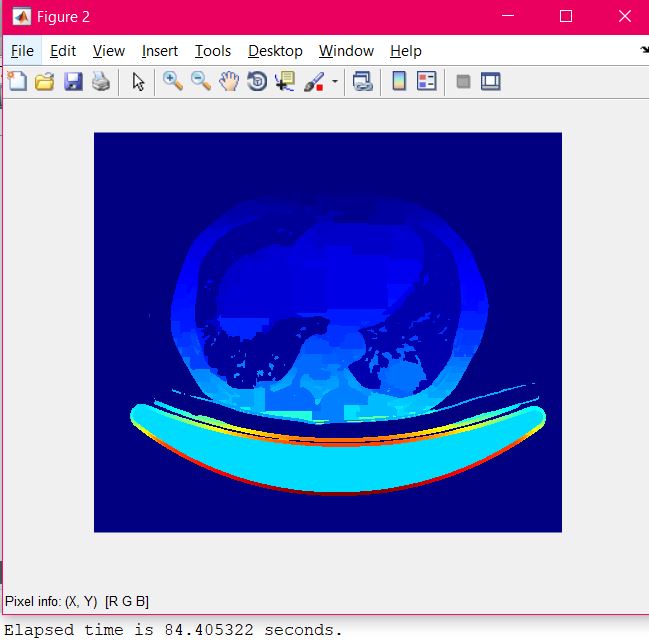 Figure 2
File Edit View Insert Tools Desktop Window Help
Pixel info: (X, Y) [R G B]
Elapsed time is 84.405322 seconds.